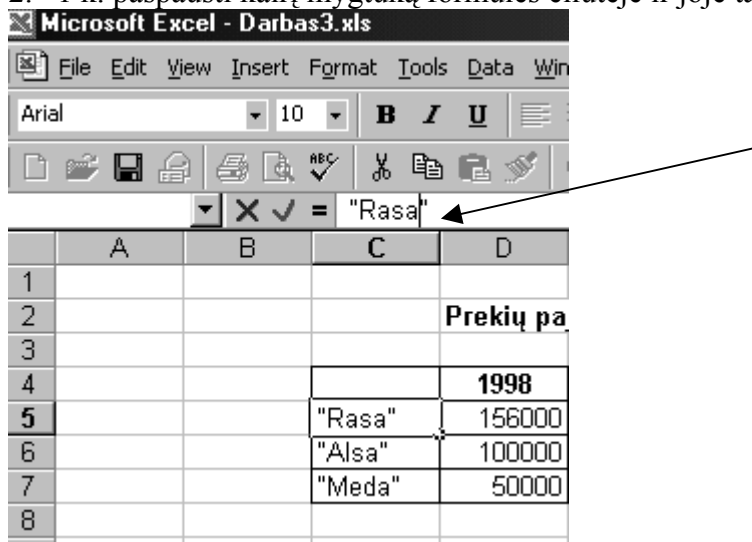 Microsoft Excel - Darbas3.xls
File Edit View Insert Format Tools Data
Arial 10 B I U
ABC
= "Rasa"
A B C D
1
2 Prekių
3
4 1998
5 "Rasa" 156000
6 "Alsa" 100000
7 "Meda" 50000
8